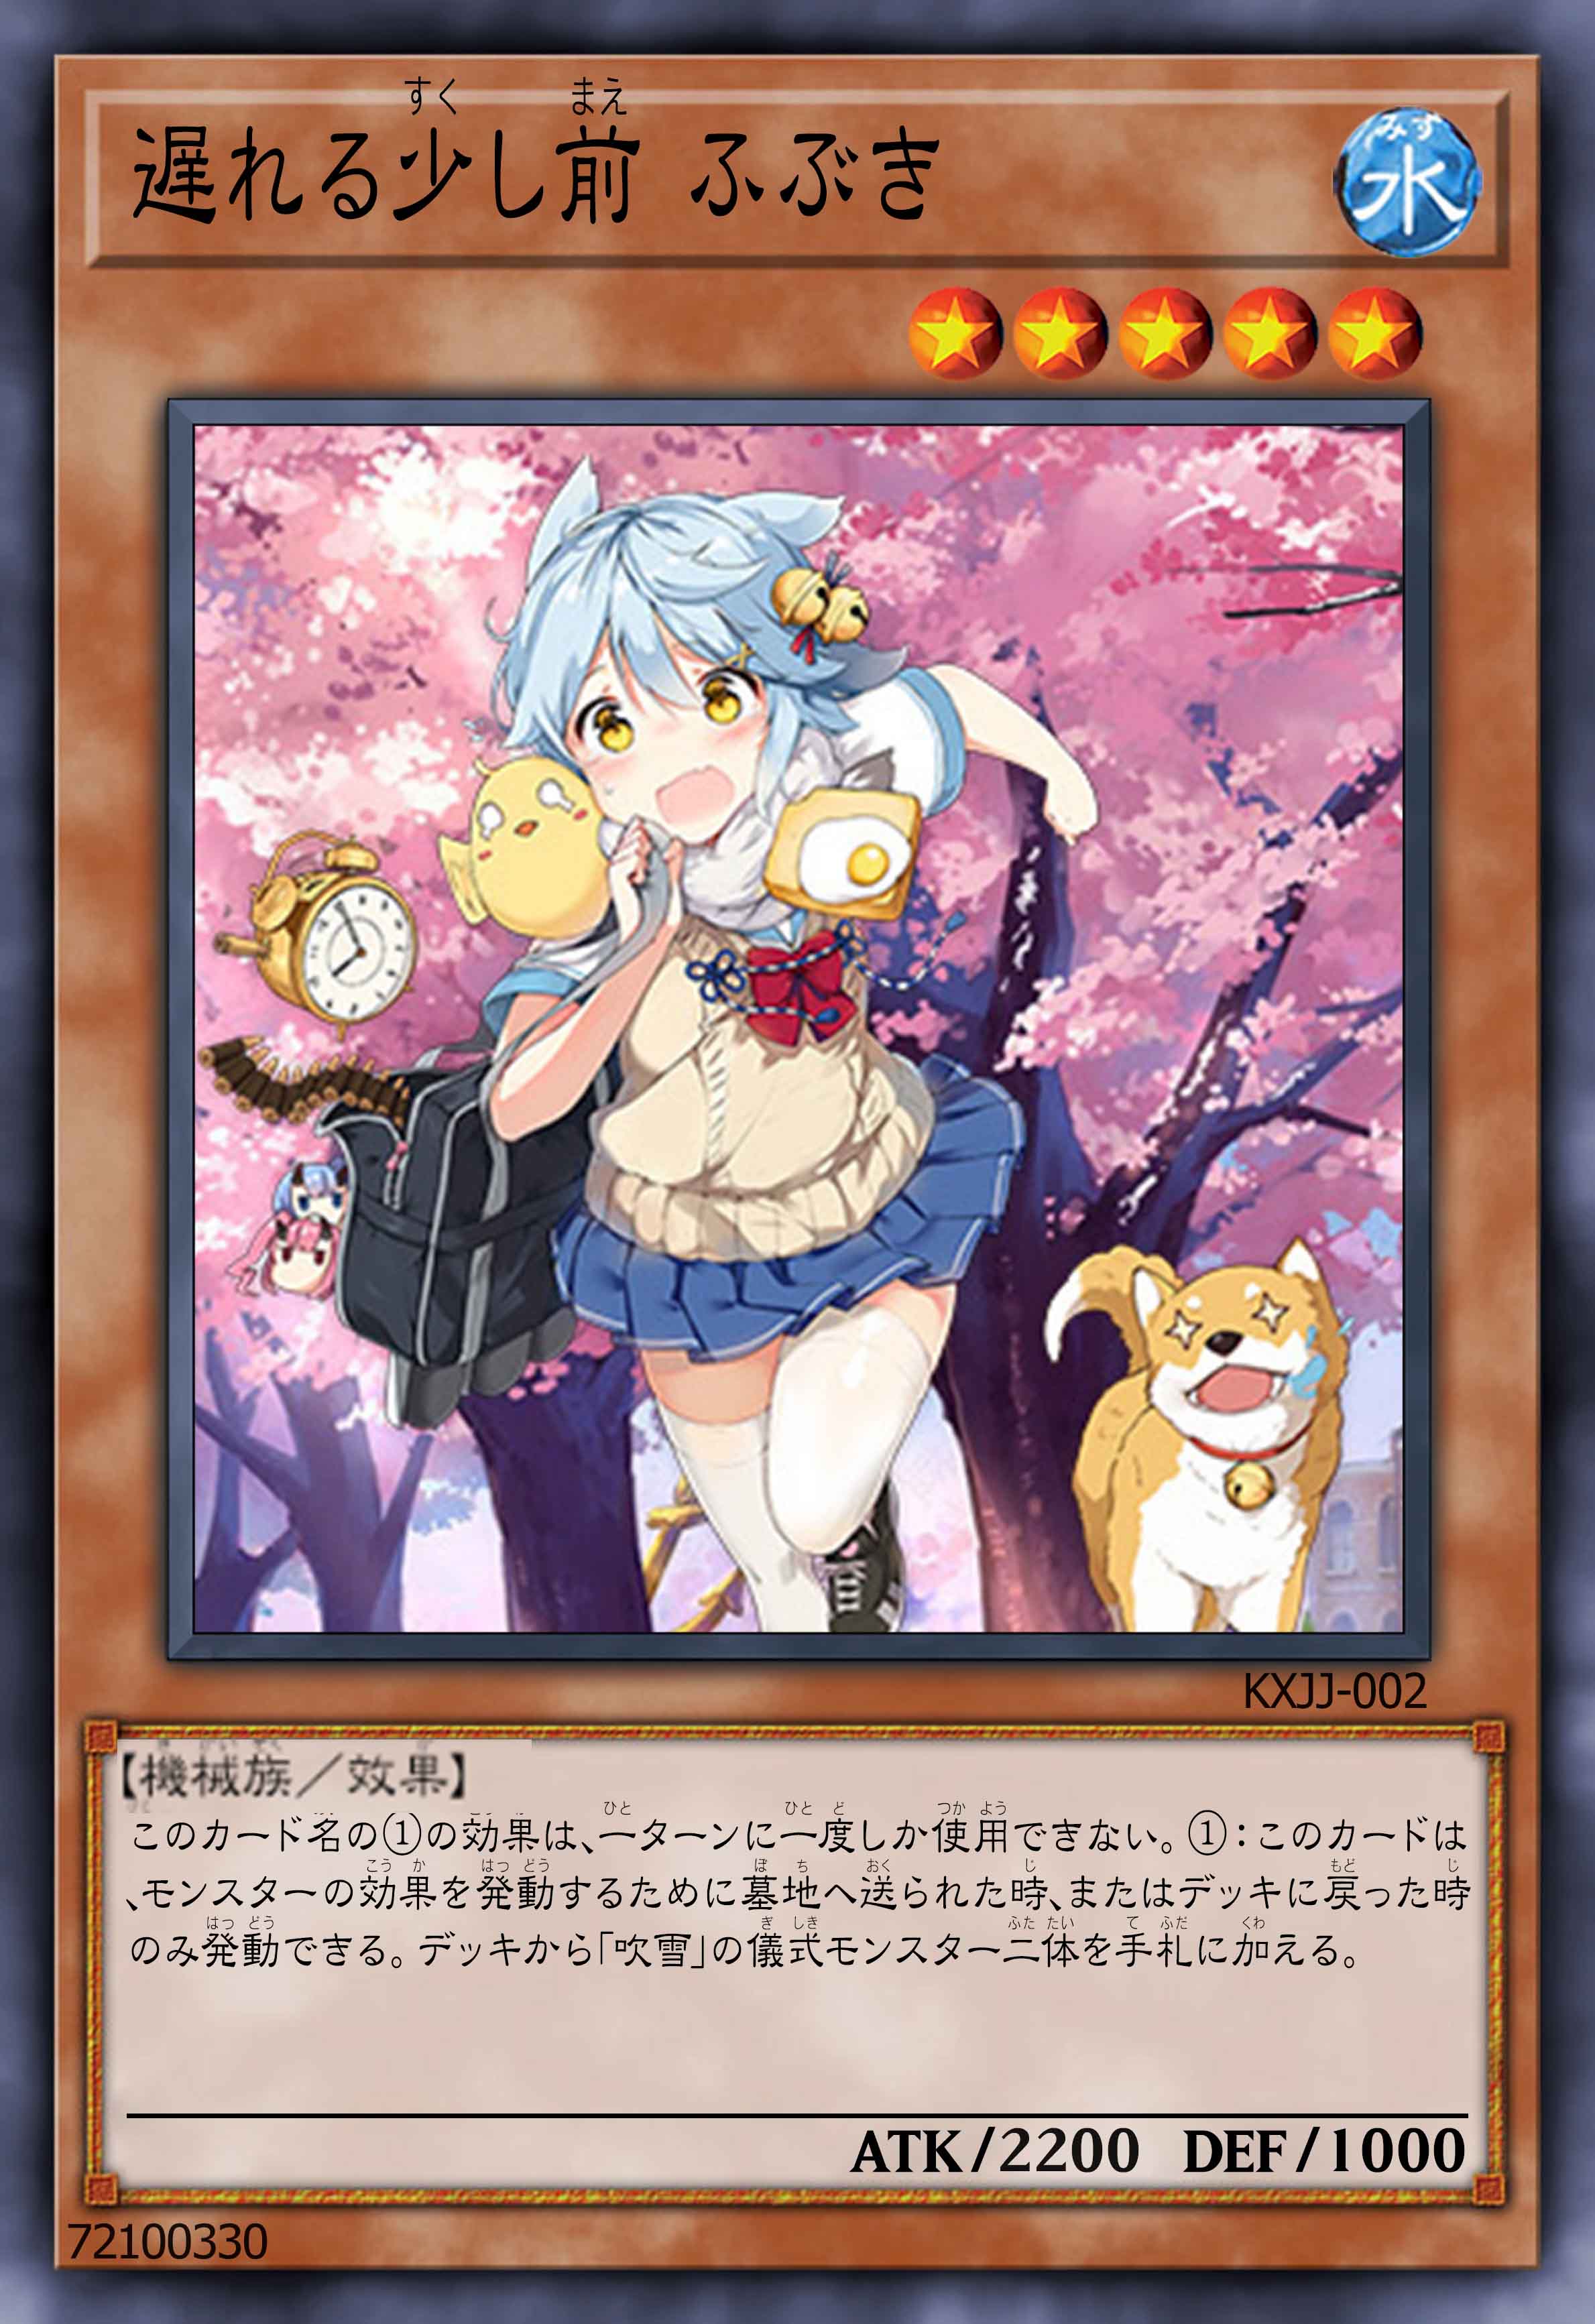 遅れる少し前 ふぶき
水
KXJJ-002
【機械族／効果】
このカード名の①の効果は、一ターンに一度しか使用できない。①：このカードは
、モンスターの効果を発動するために墓地へ送られた時、またはデッキに戻った時
のみ発動できる。デッキから「吹雪」の儀式モンスター二体を手札に加える。
ATK/2200 DEF/1000
72100330